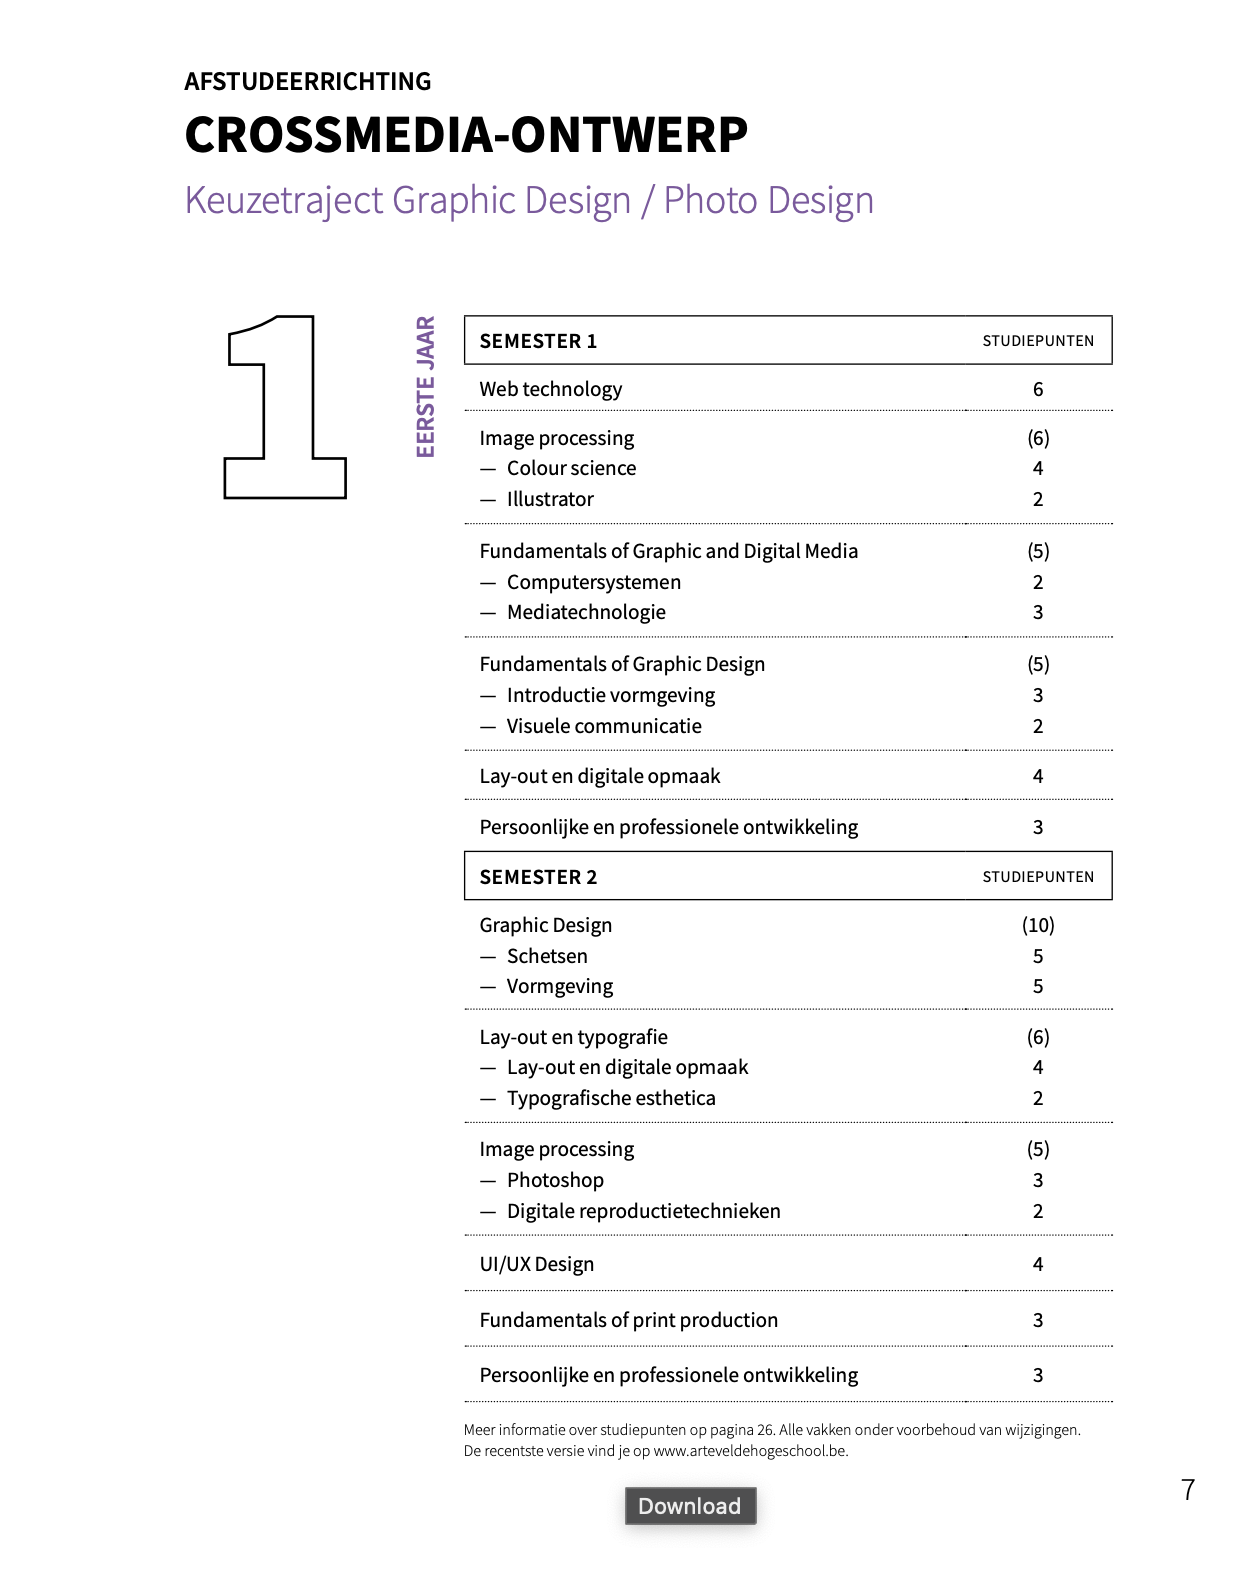 AFSTUDEERRICHTING
CROSSMEDIA-ONTWERP
Keuzetraject Graphic Design / Photo Design
1
EERSTE JAAR
SEMESTER 1 STUDIEPUNTEN
Web technology 6
Image processing (6)
— Colour science 4
— Illustrator 2
Fundamentals of Graphic and Digital Media (5)
— Computersystemen 2
— Mediatechnologie 3
Fundamentals of Graphic Design (5)
— Introductie vormgeving 3
— Visuele communicatie 2
Lay-out en digitale opmaak 4
Persoonlijke en professionele ontwikkeling 3
SEMESTER 2 STUDIEPUNTEN
Graphic Design (10)
— Schetsen 5
— Vormgeving 5
Lay-out en typografie (6)
— Lay-out en digitale opmaak 4
— Typografische esthetica 2
Image processing (5)
— Photoshop 3
— Digitale reproductietechnieken 2
UI/UX Design 4
Fundamentals of print production 3
Persoonlijke en professionele ontwikkeling 3
Meer informatie over studiepunten op pagina 26. Alle vakken onder voorbehoud van wijzigingen.
De recentste versie vind je op www.arteveldehogeschool.be.
7
Download